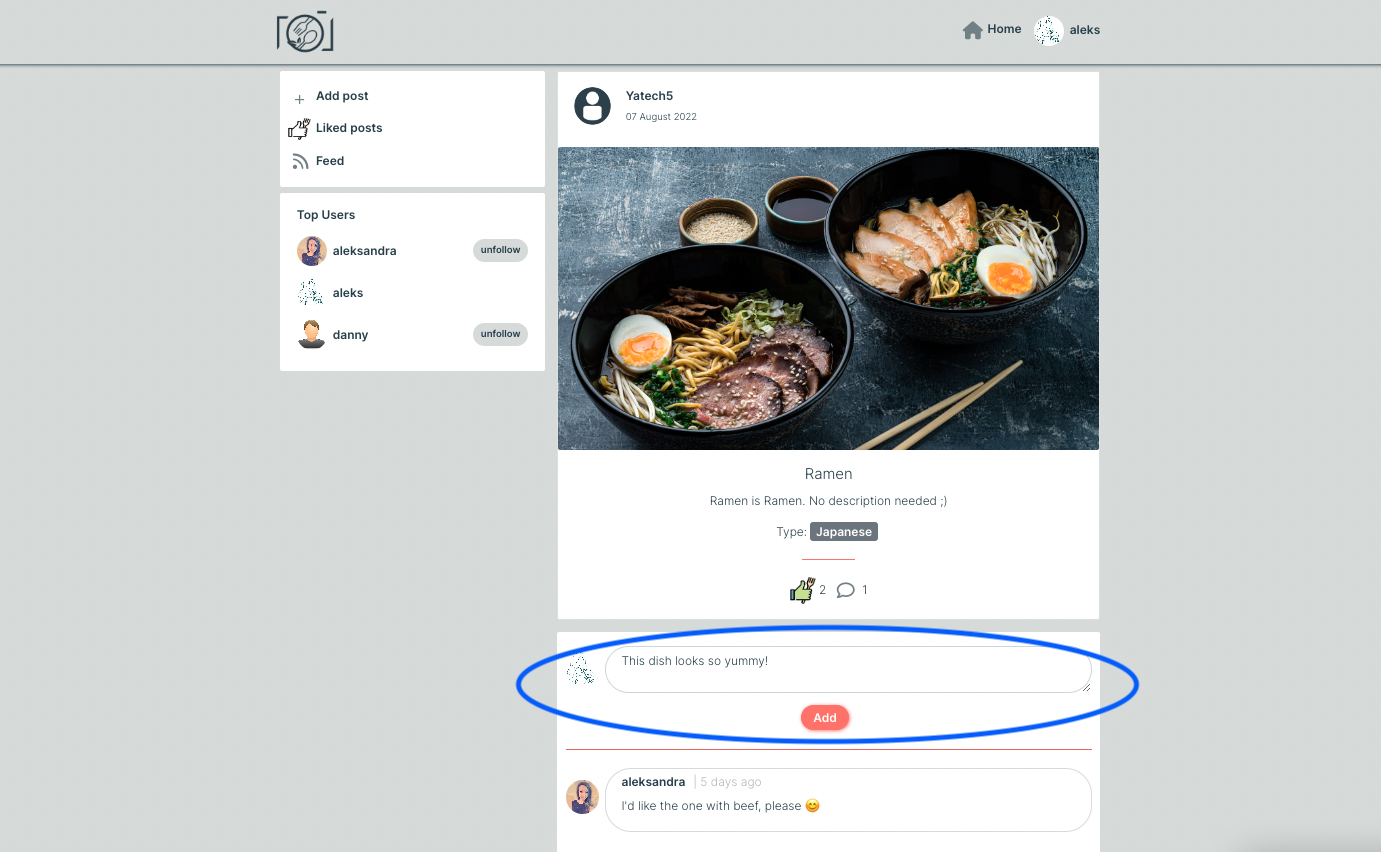 Home
aleks
Add post
Liked posts
Feed
Top Users
aleksandra
unfollow
aleks
danny
unfollow
Yatech5
07 August 2022
Ramen
Ramen is Ramen. No description needed ;)
Type: Japanese
2
1
This dish looks so yummy!
Add
aleksandra | 5 days ago
I'd like the one with beef, please 😊